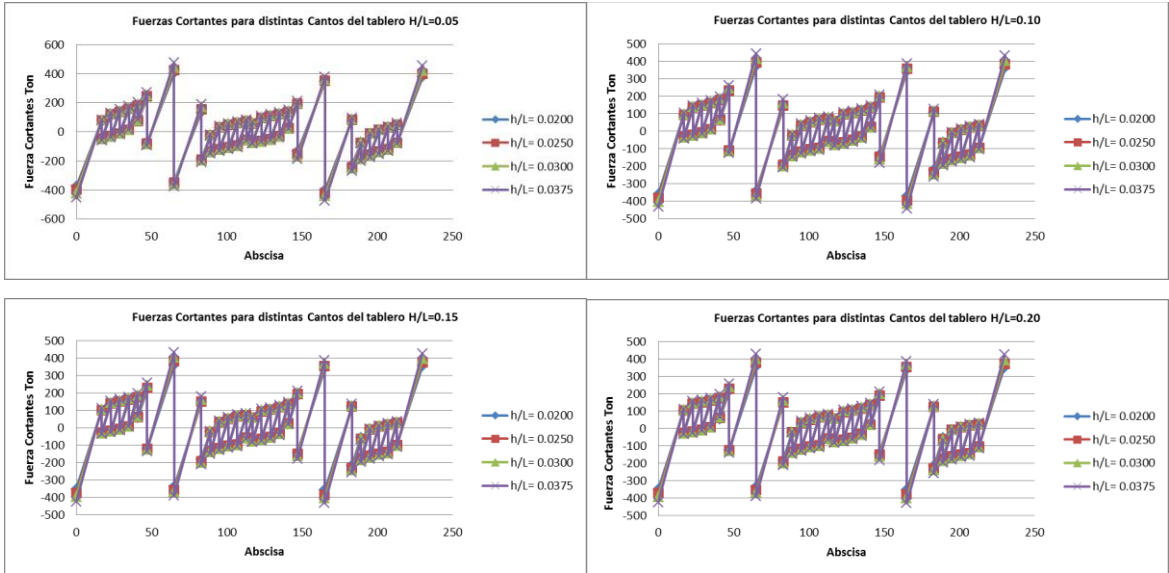 Fuerzas Cortantes para distintas Cantos del tablero H/L=0.05
Fuerza Cortantes Ton
600
400
200
0
-200
-400
-600
0
50
100
150
200
250
Abscisa
h/L= 0.0200
h/L= 0.0250
h/L= 0.0300
h/L= 0.0375
Fuerzas Cortantes para distintas Cantos del tablero H/L=0.10
Fuerza Cortantes Ton
500
400
300
200
100
0
-100
-200
-300
-400
-500
0
50
100
150
200
250
Abscisa
h/L= 0.0200
h/L= 0.0250
h/L= 0.0300
h/L= 0.0375
Fuerzas Cortantes para distintas Cantos del tablero H/L=0.15
Fuerza Cortantes Ton
500
400
300
200
100
0
-100
-200
-300
-400
-500
0
50
100
150
200
250
Abscisa
h/L= 0.0200
h/L= 0.0250
h/L= 0.0300
h/L= 0.0375
Fuerzas Cortantes para distintas Cantos del tablero H/L=0.20
Fuerza Cortantes Ton
500
400
300
200
100
0
-100
-200
-300
-400
-500
0
50
100
150
200
250
Abscisa
h/L= 0.0200
h/L= 0.0250
h/L= 0.0300
h/L= 0.0375